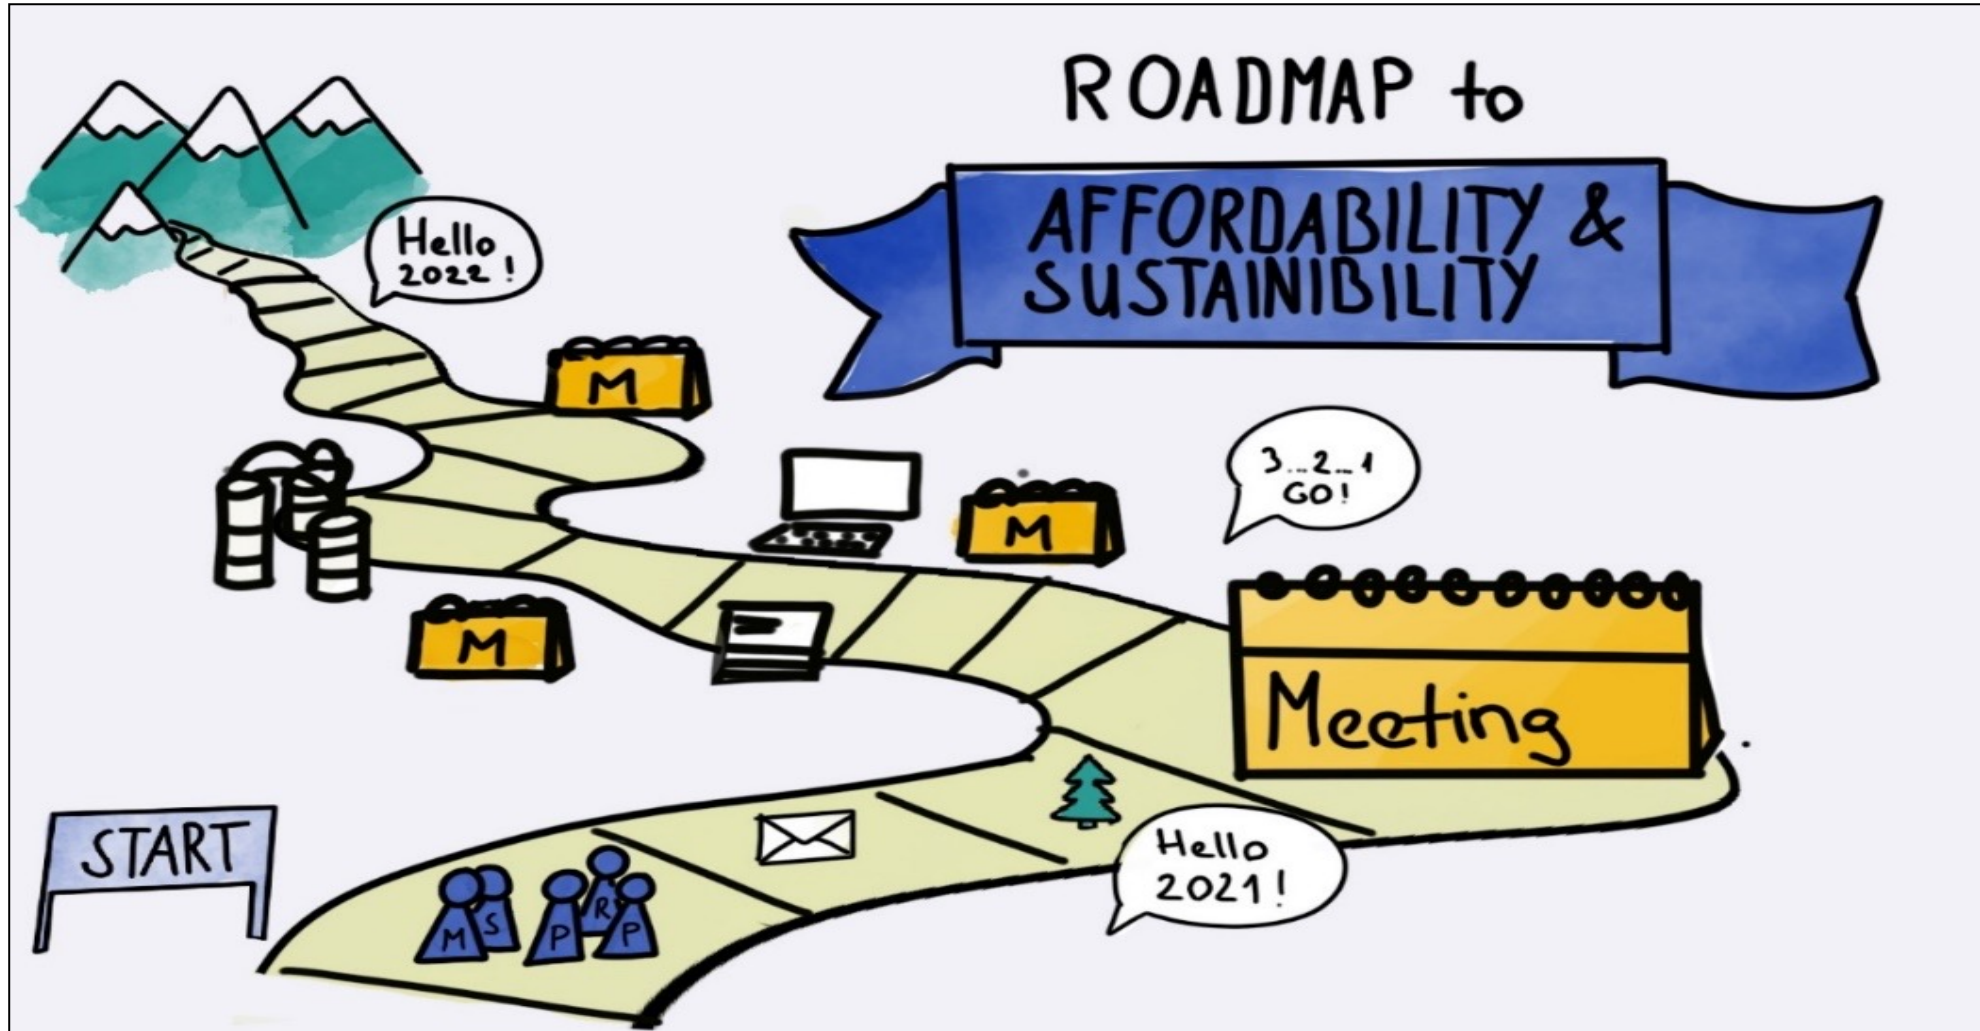 ROADMAP to
AFFORDABILITY &
SUSTAINIBILITY
Hello
2022!
M
M
3...2...1
GO!
M
Meeting
START
Hello
2021!
M S P R P